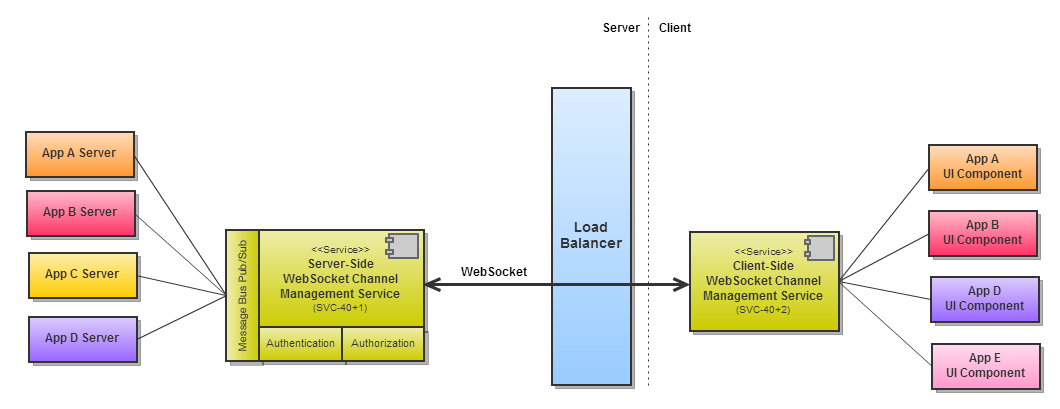 Server
Client
App A Server
App B Server
App C Server
App D Server
Message Bus Pub/Sub
<<Service>>
Server-Side
WebSocket Channel
Management Service
(SVC-40+1)
Authentication
Authorization
WebSocket
Load
Balancer
<<Service>>
Client-Side
WebSocket Channel
Management Service
(SVC-40+2)
App A
UI Component
App B
UI Component
App D
UI Component
App E
UI Component